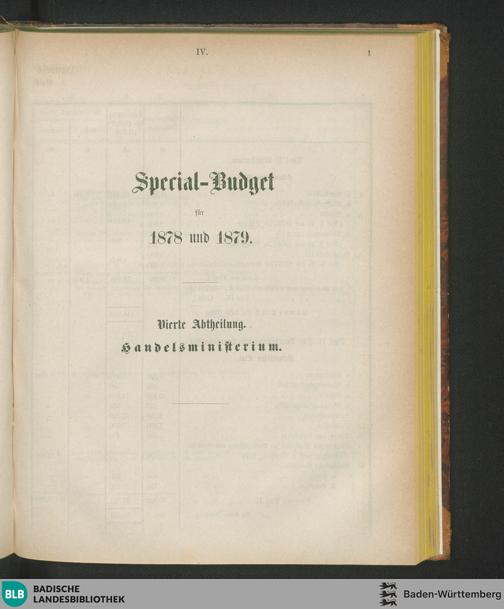 IV.
1
Special-Budget
für
1878 und 1879.
Vierte Abtheilung.
Handelsministerium.
BLB
BADISCHE
LANDESBIBLIOTHEK
Baden-Württemberg